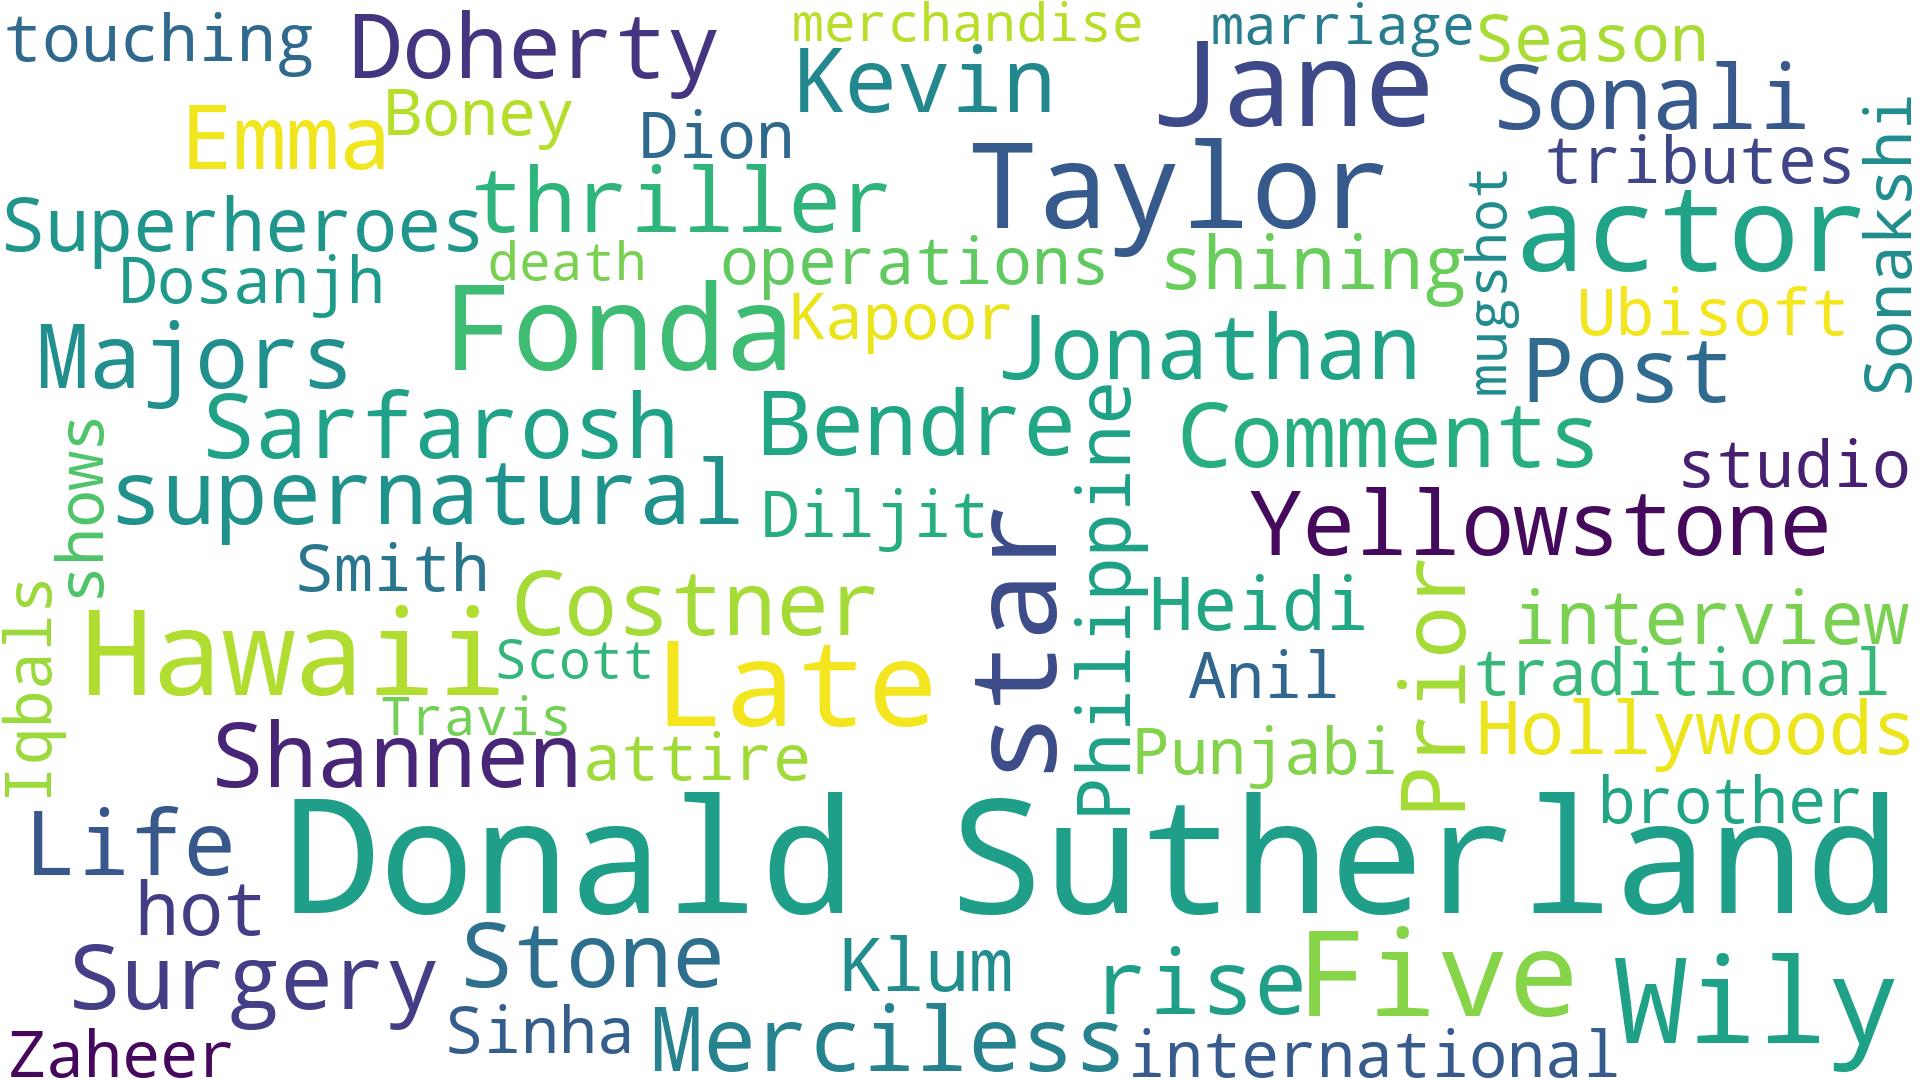 touching Doherty merchandise marriage Season
Emma Boney Dion Kevin Jane Sonali
Superheroes thriller Taylor tributes Sonakshi
Dosanjh death operations shining mugshot actor
Majors Fonda Kapoor Jonathan Ubisoft Post
Sarfarosh Bendre Philippine Comments
shows supernatural Diljit star Yellowstone studio
Iqbals Smith Costner Heidi Prior interview
Hawaii Scott Late Anil traditional
Travis Punjabi Hollywoods
Shannen attire brother
Life Donald Sutherland
hot
Surgery Stone Klum rise Five Wily
Zaheer Sinha Merciless international